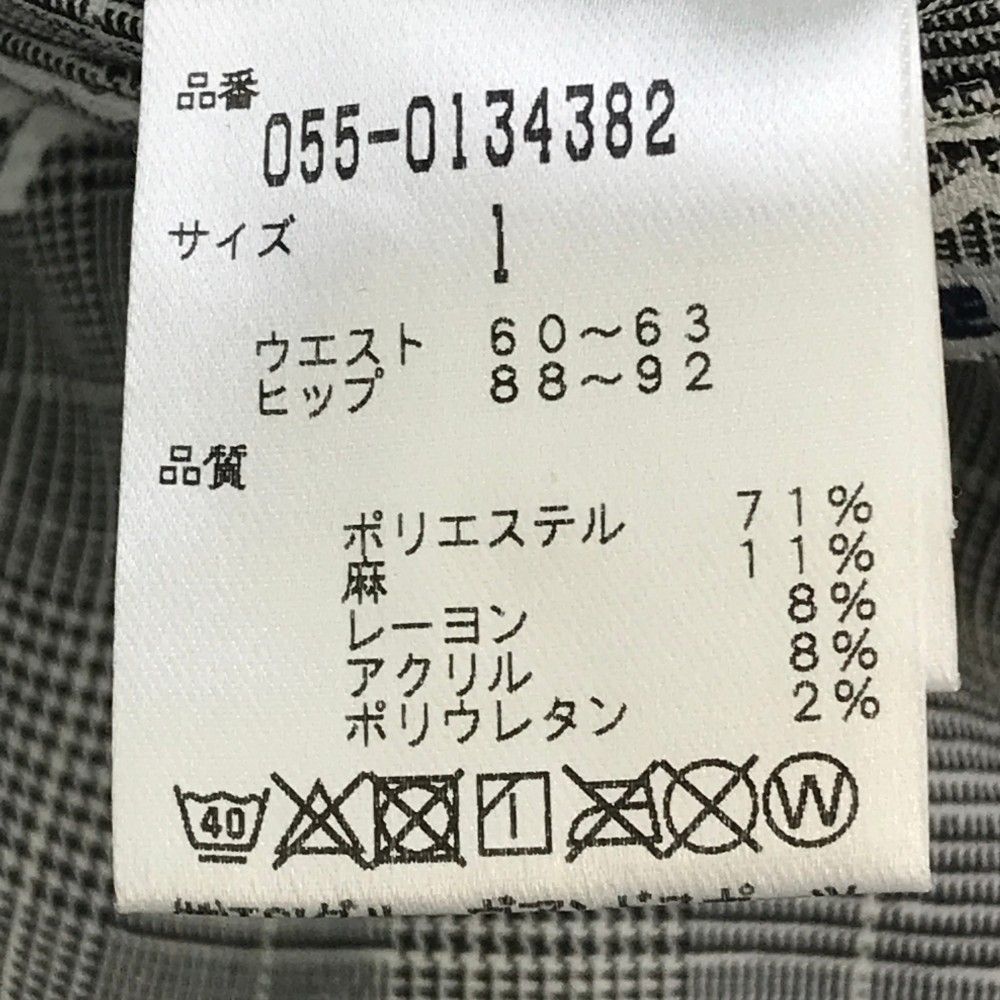 品番
055-0134382
サイズ 1
ウエスト 60～63
ヒップ 88～92
品質
ポリエステル 71%
麻 11%
レーヨン 8%
アクリル 8%
ポリウレタン 2%
40 W